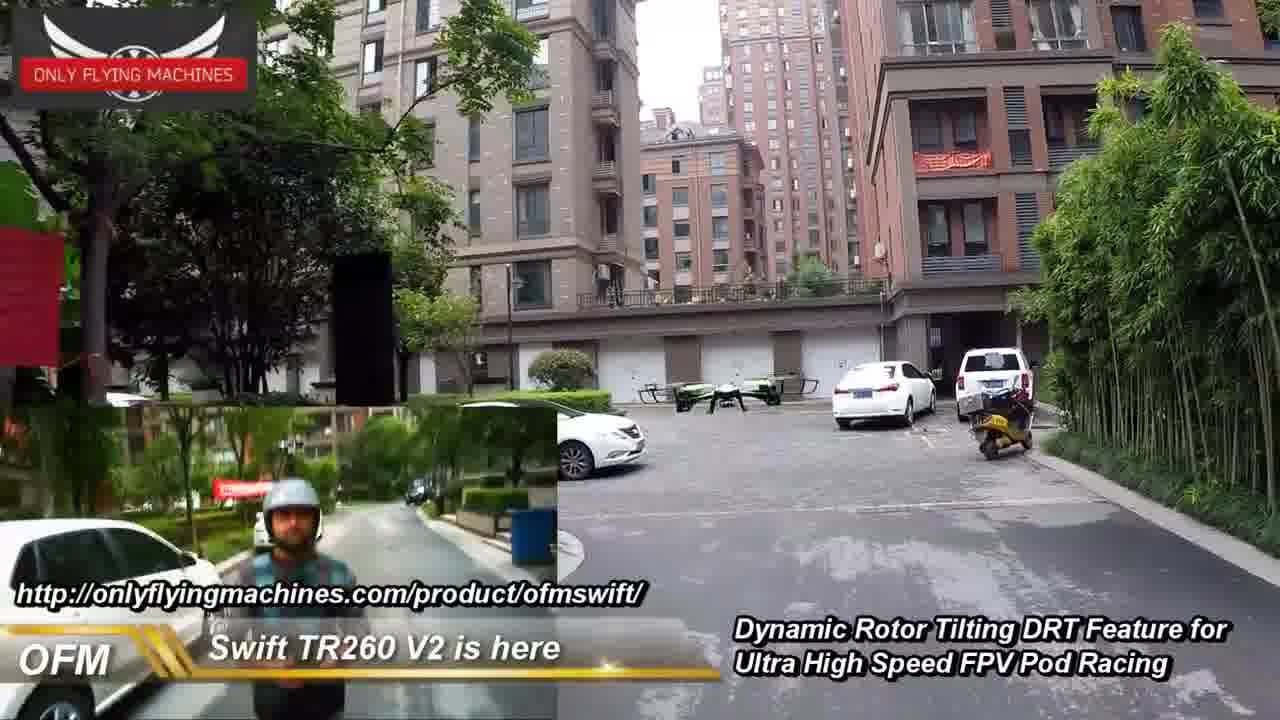 ONLY FLYING MACHINES
http://onlyflyingmachines.com/product/ofmswift/
OFM
Swift TR260 V2 is here
Dynamic Rotor Tilting DRT Feature for
Ultra High Speed FPV Pod Racing